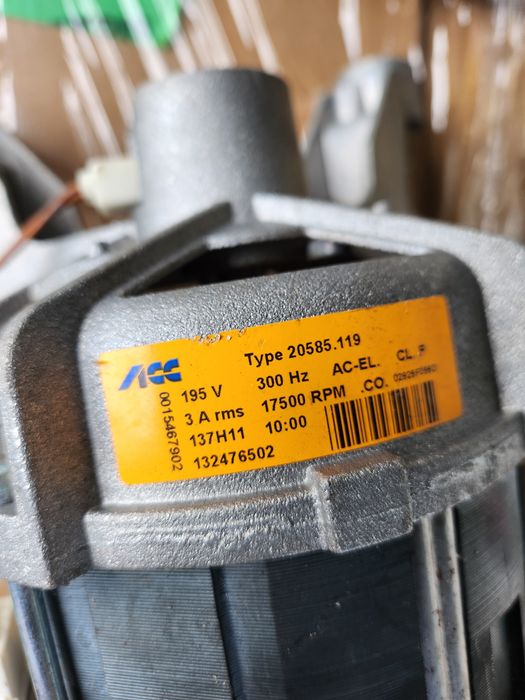 ACC
Type 20585.119
195 V 300 Hz AC-EL. CL. F
3 A rms 17500 RPM .CO.
137H11 10:00
132476502
0015467902